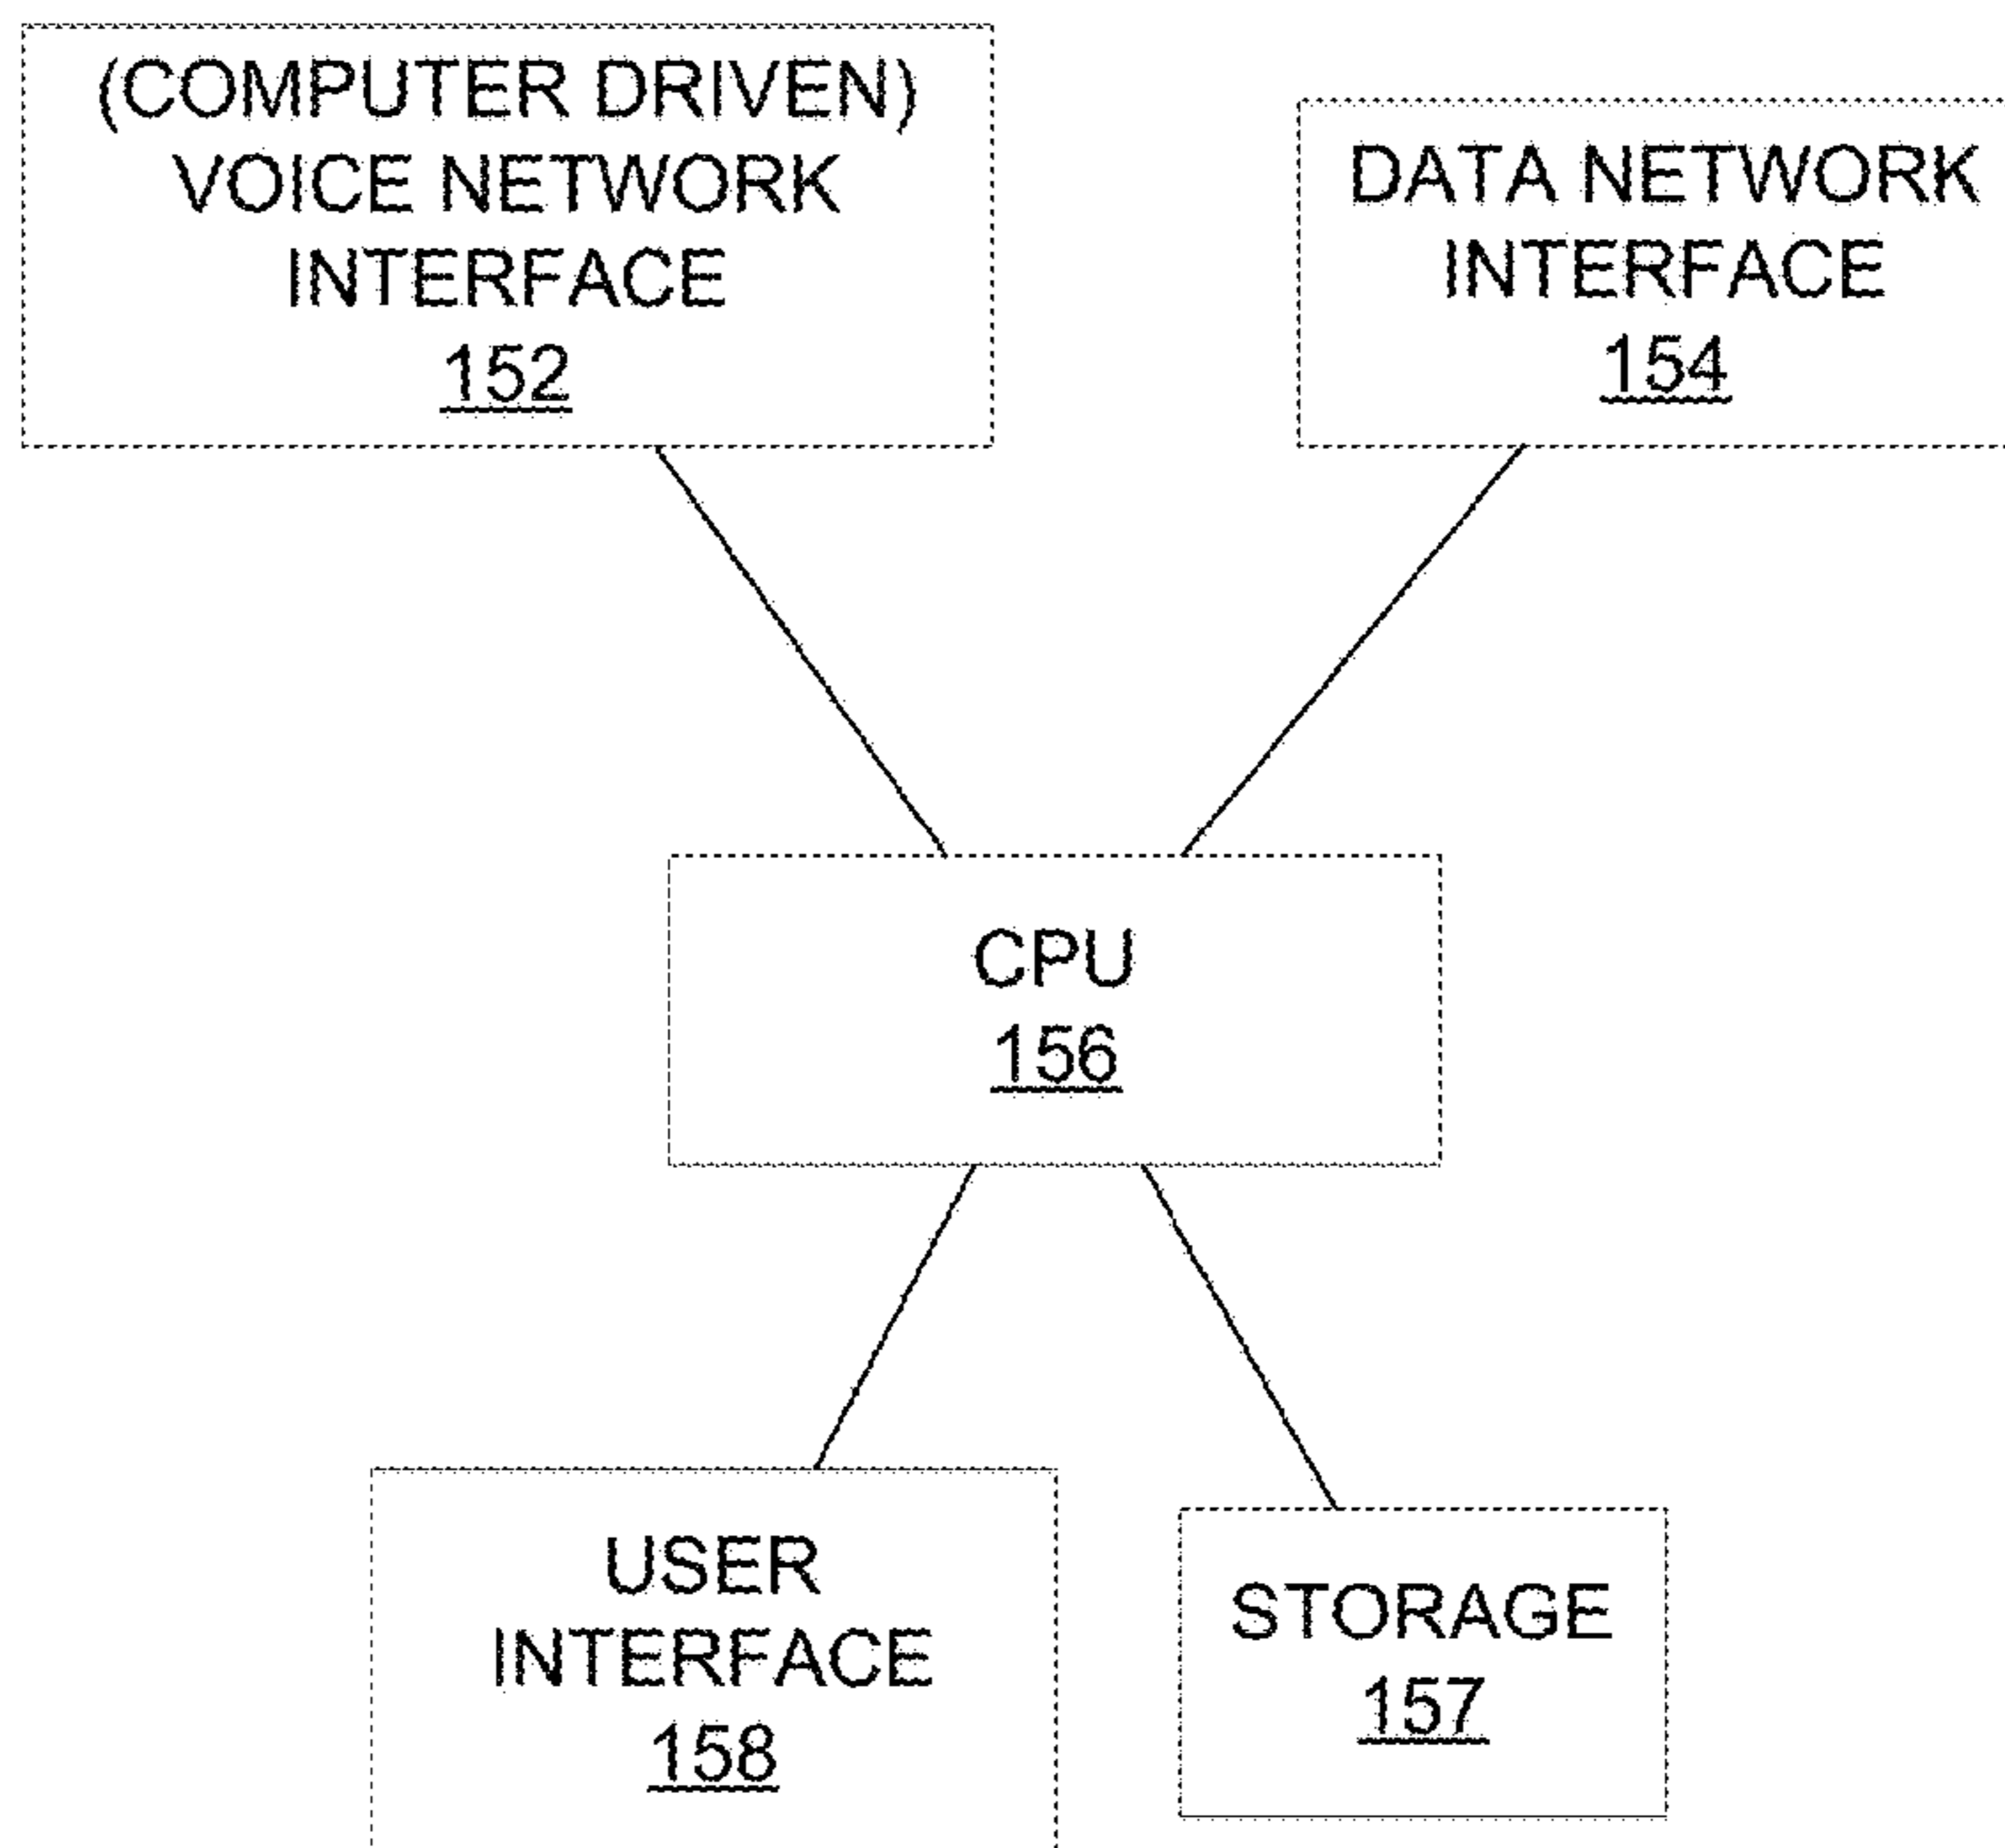 (COMPUTER DRIVEN)
VOICE NETWORK
INTERFACE
152
DATA NETWORK
INTERFACE
154
CPU
156
USER
INTERFACE
158
STORAGE
157